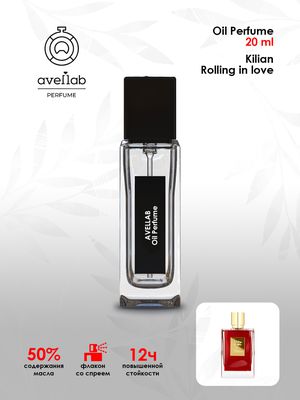 avellab
PERFUME
Oil Perfume
20 ml
Kilian
Rolling in love
AVELLAB
Oil Perfume
50%
содержания
масла
флакон
со спреем
12ч
повышенной
стойкости